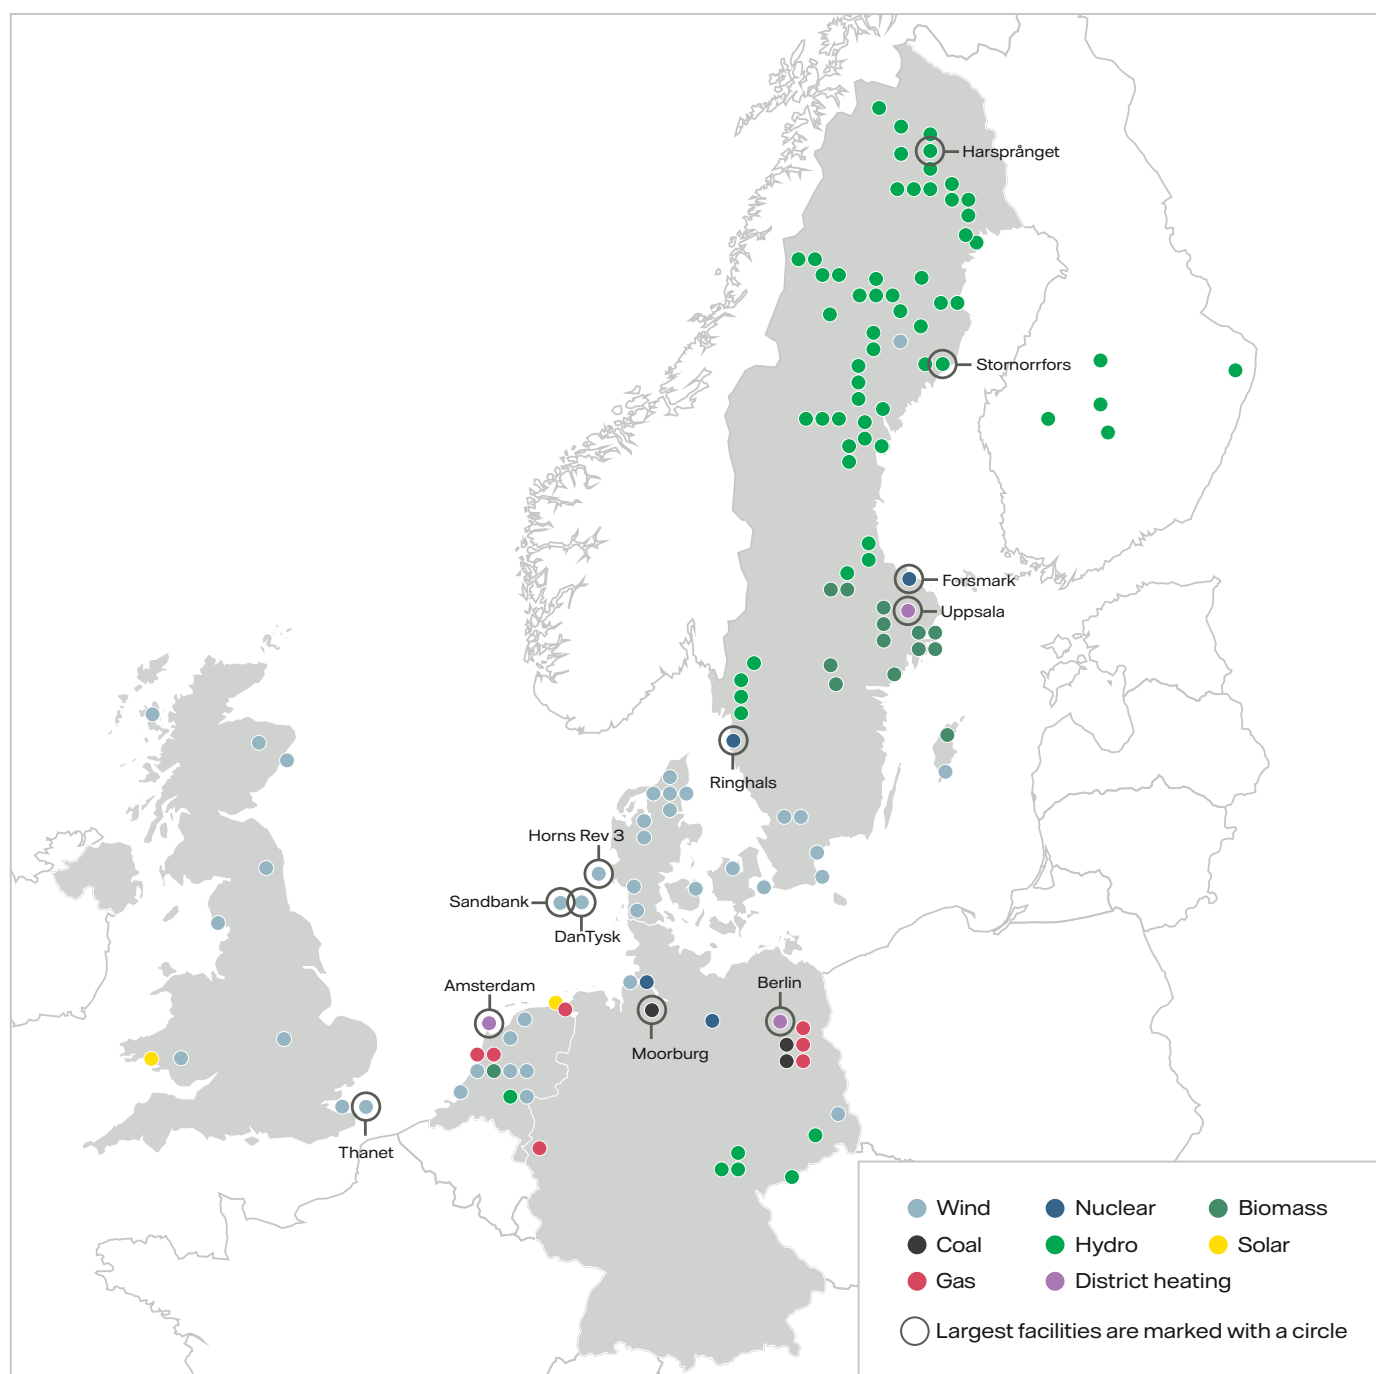 Harsprånget
Stornorrfors
Forsmark
Uppsala
Ringhals
Horns Rev 3
Sandbank
DanTysk
Amsterdam
Berlin
Moorburg
Thanet
Wind
Nuclear
Biomass
Coal
Hydro
Solar
Gas
District heating
Largest facilities are marked with a circle